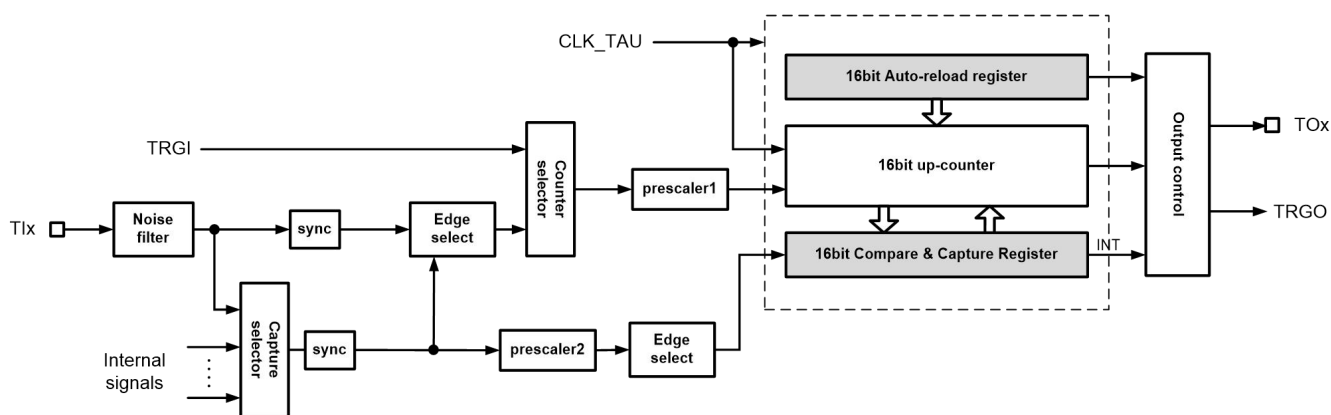 CLK_TAU
16bit Auto-reload register
TRGI
Counter
selector
16bit up-counter
Output control
TOx
prescaler1
TIx
Noise
filter
sync
Edge
select
TRGO
16bit Compare & Capture Register
INT
Capture
selector
Internal
signals
sync
prescaler2
Edge
select